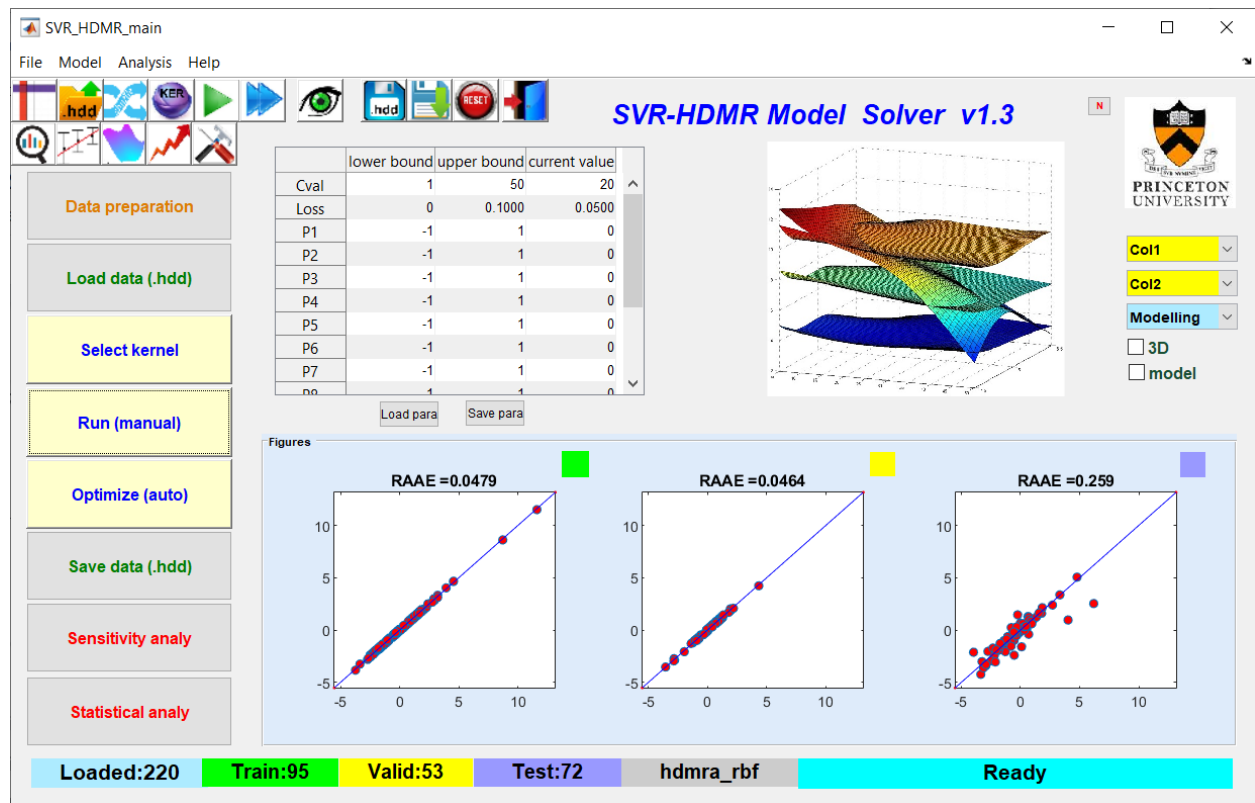 SVR_HDMR_main
File Model Analysis Help
.hdd KER .hdd RESET
SVR-HDMR Model Solver v1.3
N
PRINCETON
UNIVERSITY
lower bound upper bound current value
Cval 1 50 20
Loss 0 0.1000 0.0500
P1 -1 1 0
P2 -1 1 0
P3 -1 1 0
P4 -1 1 0
P5 -1 1 0
P6 -1 1 0
P7 -1 1 0
Load para Save para
Data preparation
Load data (.hdd)
Select kernel
Run (manual)
Optimize (auto)
Save data (.hdd)
Sensitivity analy
Statistical analy
Col1
Col2
Modelling
3D
model
Figures
RAAE =0.0479
10
5
0
-5
-5 0 5 10
RAAE =0.0464
10
5
0
-5
-5 0 5 10
RAAE =0.259
10
5
0
-5
-5 0 5 10
Loaded:220 Train:95 Valid:53 Test:72 hdmra_rbf Ready